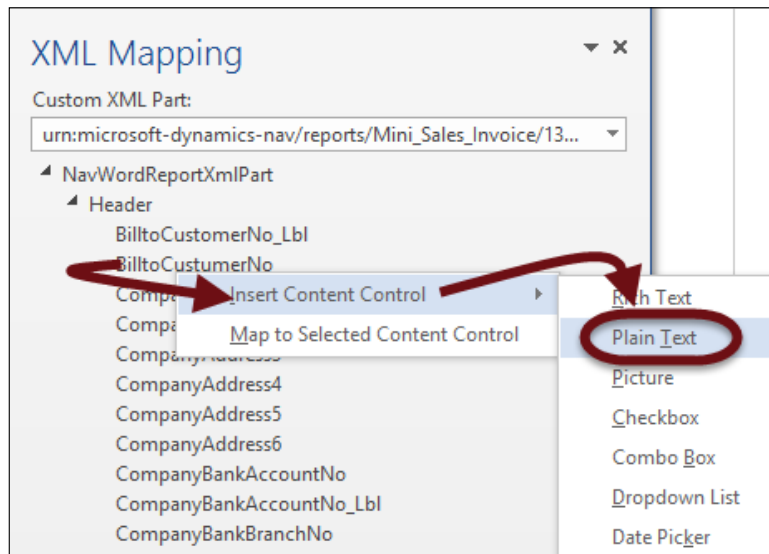 XML Mapping
Custom XML Part:
urn:microsoft-dynamics-nav/reports/Mini_Sales_Invoice/13...
NavWordReportXmlPart
Header
BilltoCustomerNo_Lbl
BilltoCustumerNo
Insert Content Control
Rich Text
Map to Selected Content Control
Plain Text
Picture
CompanyAddress4
Checkbox
CompanyAddress5
CompanyAddress6
Combo Box
CompanyBankAccountNo
Dropdown List
CompanyBankAccountNo_Lbl
CompanyBankBranchNo
Date Picker